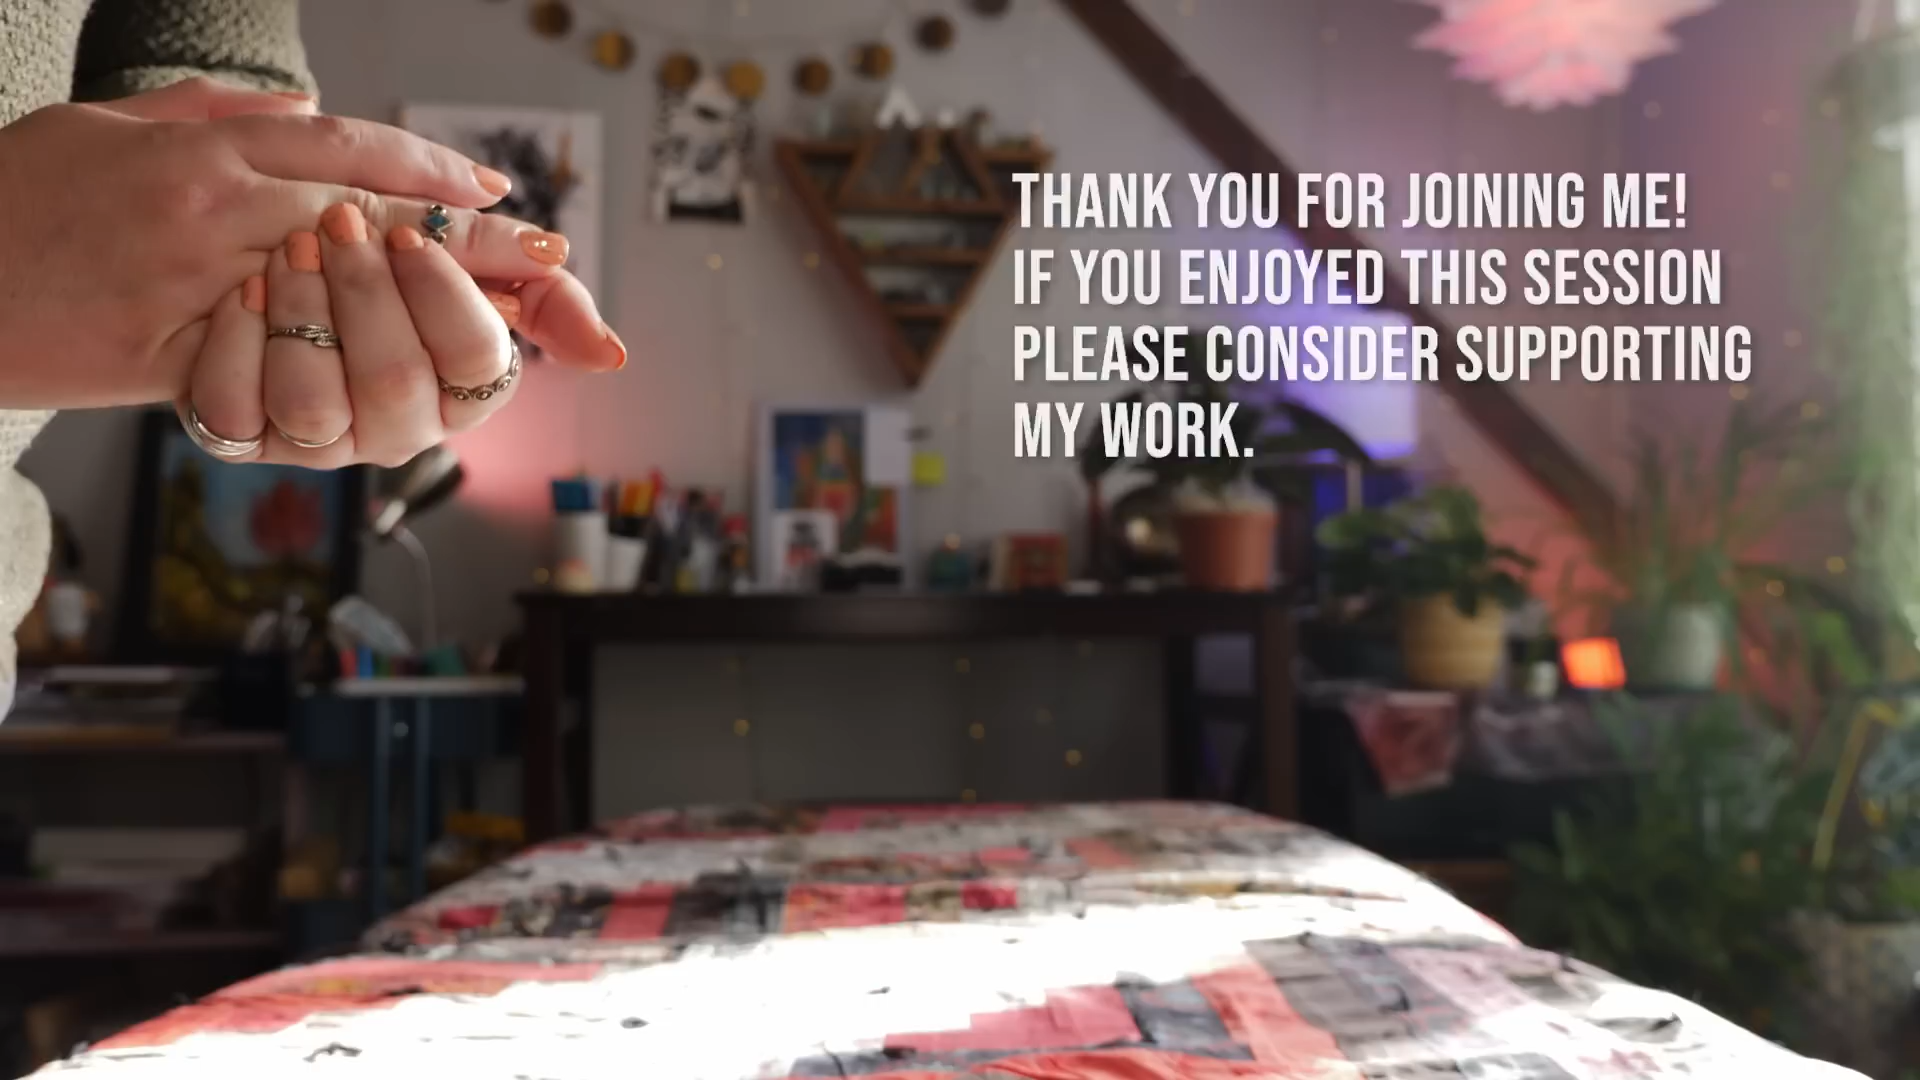 THANK YOU FOR JOINING ME!
IF YOU ENJOYED THIS SESSION
PLEASE CONSIDER SUPPORTING
MY WORK.